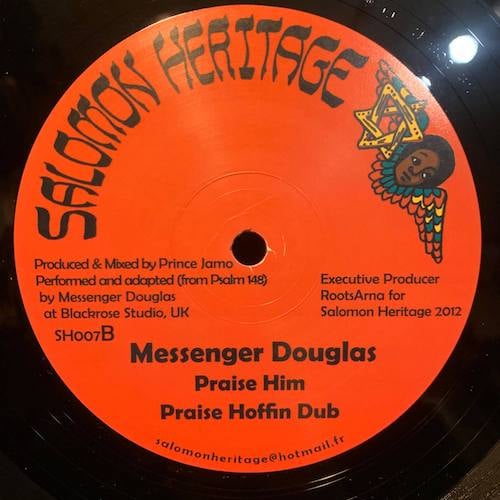 SALOMON HERITAGE
Produced & Mixed by Prince Jamo
Performed and adapted (from Psalm 148)
by Messenger Douglas
at Blackrose Studio, UK
SH007B
Executive Producer
RootsArna for
Salomon Heritage 2012
Messenger Douglas
Praise Him
Praise Hoffin Dub
salomonheritage@hotmail.fr